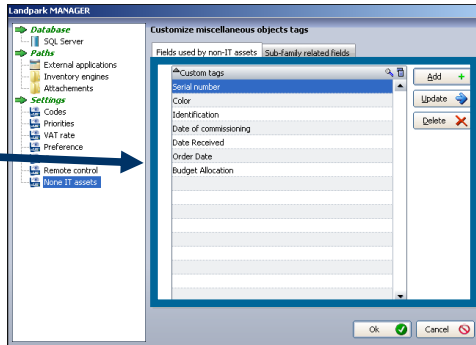 Landpark MANAGER
Database
SQL Server
Paths
External applications
Inventory engines
Attachements
Settings
Codes
Priorities
VAT rate
Preference
Remote control
None IT assets
Customize miscellaneous objects tags
Fields used by non-IT assets
Sub-family related fields
Custom tags
Serial number
Color
Identification
Date of commissioning
Date Received
Order Date
Budget Allocation
Add
Update
Delete
Ok
Cancel